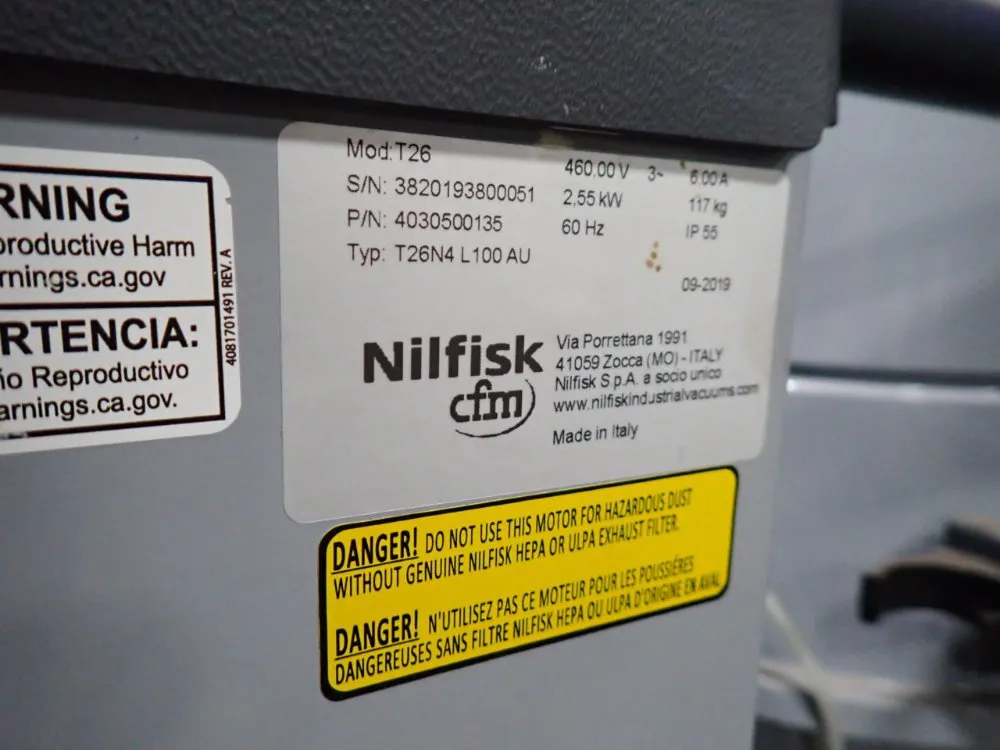 RNING
productive Harm
rnings.ca.gov
RTENCIA:
ño Reproductivo
arnings.ca.gov.
4081701491 REV. A
Mod:T26 460,00 V 3~ 6.00 A
S/N: 3820193800051 2,55 kW 117 kg
P/N: 4030500135 60 Hz IP 55
Typ: T26N4 L100 AU
09-2019
Nilfisk
cfm
Via Porrettana 1991
41059 Zocca (MO) - ITALY
Nilfisk S.p.A. a socio unico
www.nilfiskindustrialvacuums.com
Made in Italy
DANGER! DO NOT USE THIS MOTOR FOR HAZARDOUS DUST
WITHOUT GENUINE NILFISK HEPA OR ULPA EXHAUST FILTER.
DANGER! N'UTILISEZ PAS CE MOTEUR POUR LES POUSSIÉRES
DANGEREUSES SANS FILTRE NILFISK HEPA OU ULPA D'ORIGINE EN AVAL